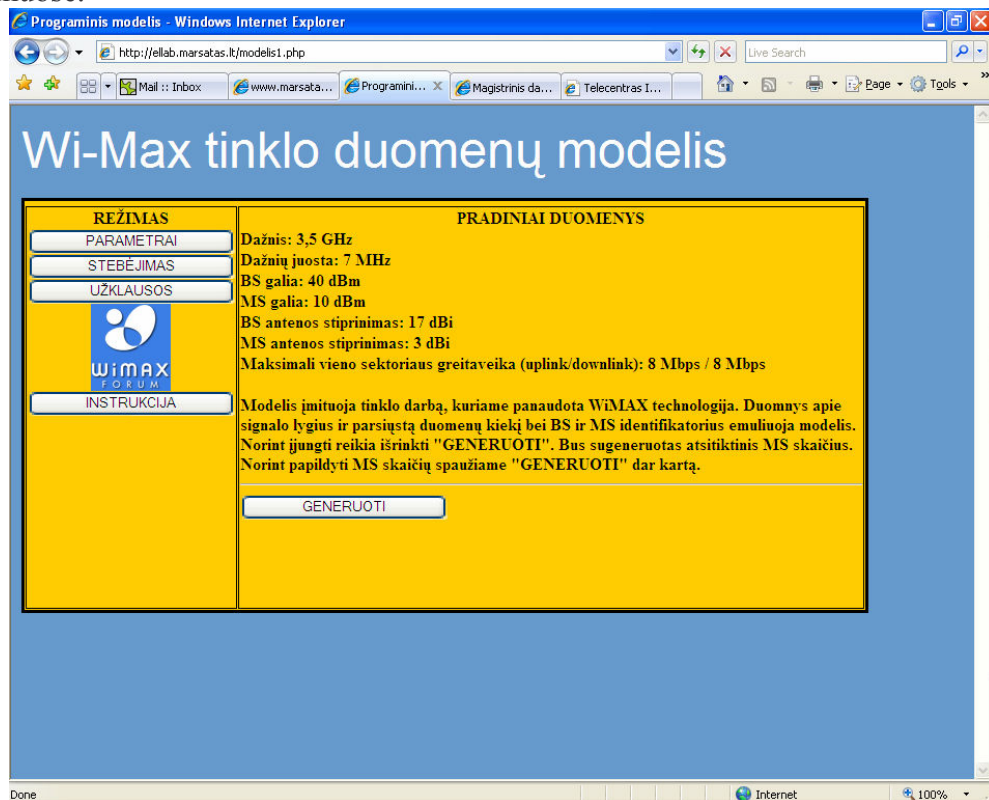 Programinis modelis - Windows Internet Explorer
http://ellab.marsatas.lt/modelis1.php
Live Search
Mail :: Inbox
www.marsata...
Programini...
Magistrinis da...
Telecentras I...
Page
Tools
Wi-Max tinklo duomenų modelis
REŽIMAS
PARAMETRAI
STEBĖJIMAS
UŽKLAUSOS
WiMAX
FORUM
INSTRUKCIJA
PRADINIAI DUOMENYS
Dažnis: 3,5 GHz
Dažnių juosta: 7 MHz
BS galia: 40 dBm
MS galia: 10 dBm
BS antenos stiprinimas: 17 dBi
MS antenos stiprinimas: 3 dBi
Maksimali vieno sektoriaus greitaveika (uplink/downlink): 8 Mbps / 8 Mbps
Modelis įmituoja tinklo darbą, kuriame panaudota WiMAX technologija. Duomnys apie
signalo lygius ir parsiųstą duomenų kiekį bei BS ir MS identifikatorius emuliuoja modelis.
Norint įjungti reikia išrinkti "GENERUOTI". Bus sugeneruotas atsitiktinis MS skaičius.
Norint papildyti MS skaičių spaužiame "GENERUOTI" dar kartą.
GENERUOTI
Done
Internet
100%